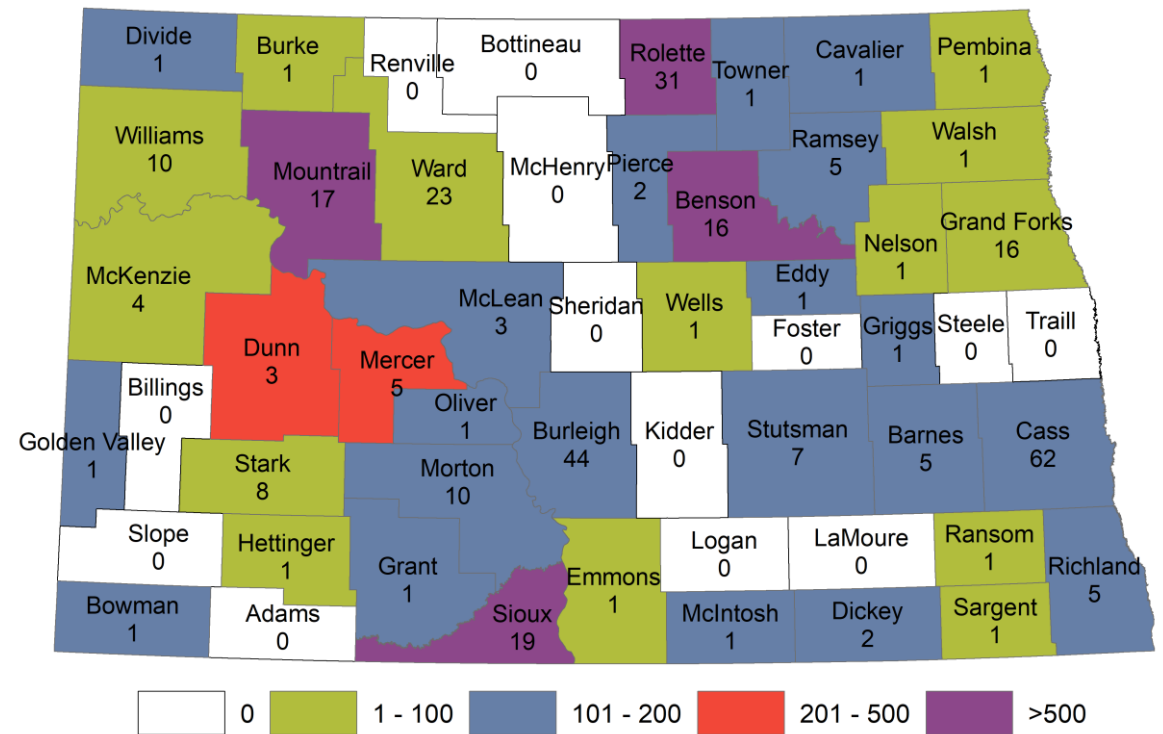 Divide
1
Burke
1
Renville
0
Bottineau
0
Rolette
31
Towner
1
Cavalier
1
Pembina
1
Williams
10
Mountrail
17
Ward
23
McHenry
0
Pierce
2
Benson
16
Ramsey
5
Walsh
1
Nelson
1
Grand Forks
16
McKenzie
4
Dunn
3
Mercer
5
McLean
3
Sheridan
0
Wells
1
Eddy
1
Foster
0
Griggs
1
Steele
0
Traill
0
Golden Valley
1
Billings
0
Stark
8
Oliver
1
Morton
10
Burleigh
44
Kidder
0
Stutsman
7
Barnes
5
Cass
62
Slope
0
Hettinger
1
Grant
1
Bowman
1
Adams
0
Sioux
19
Emmons
1
Logan
0
LaMoure
0
Ransom
1
Richland
5
McIntosh
1
Dickey
2
Sargent
1
0 1 - 100 101 - 200 201 - 500 >500